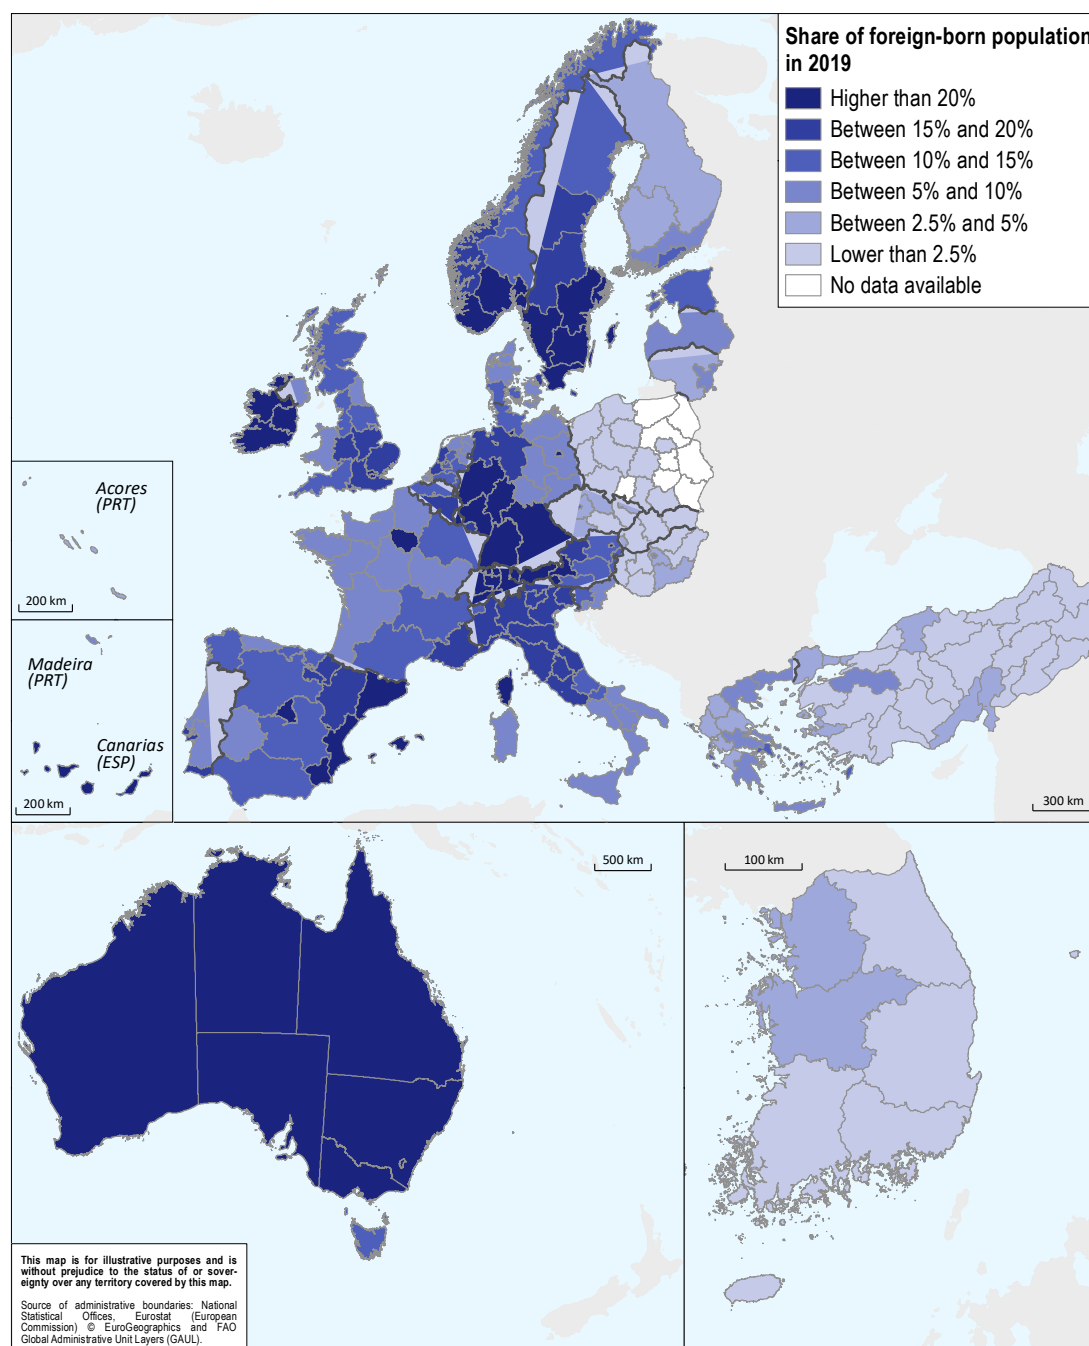 Share of foreign-born population
in 2019
Higher than 20%
Between 15% and 20%
Between 10% and 15%
Between 5% and 10%
Between 2.5% and 5%
Lower than 2.5%
No data available
Acores
(PRT)
200 km
Madeira
(PRT)
Canarias
(ESP)
200 km
300 km
500 km
100 km
This map is for illustrative purposes and is
without prejudice to the status of or sover-
eignty over any territory covered by this map.
Source of administrative boundaries: National
Statistical Offices, Eurostat (European
Commission) © EuroGeographics and FAO
Global Administrative Unit Layers (GAUL).